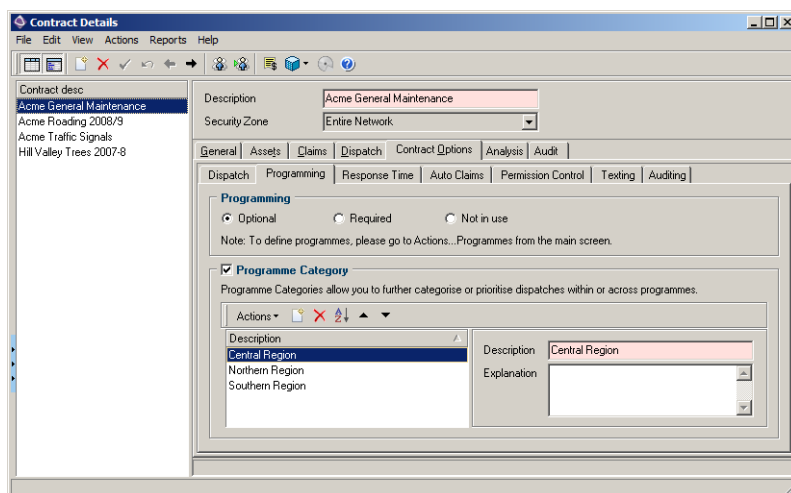 Contract Details
File Edit View Actions Reports Help
Contract desc
Acme General Maintenance
Acme Roading 2008/9
Acme Traffic Signals
Hill Valley Trees 2007-8
Description Acme General Maintenance
Security Zone Entire Network
General Assets Claims Dispatch Contract Options Analysis Audit
Dispatch Programming Response Time Auto Claims Permission Control Texting Auditing
Programming
Optional Required Not in use
Note: To define programmes, please go to Actions...Programmes from the main screen.
Programme Category
Programme Categories allow you to further categorise or prioritise dispatches within or across programmes.
Actions
Description
Central Region
Northern Region
Southern Region
Description Central Region
Explanation